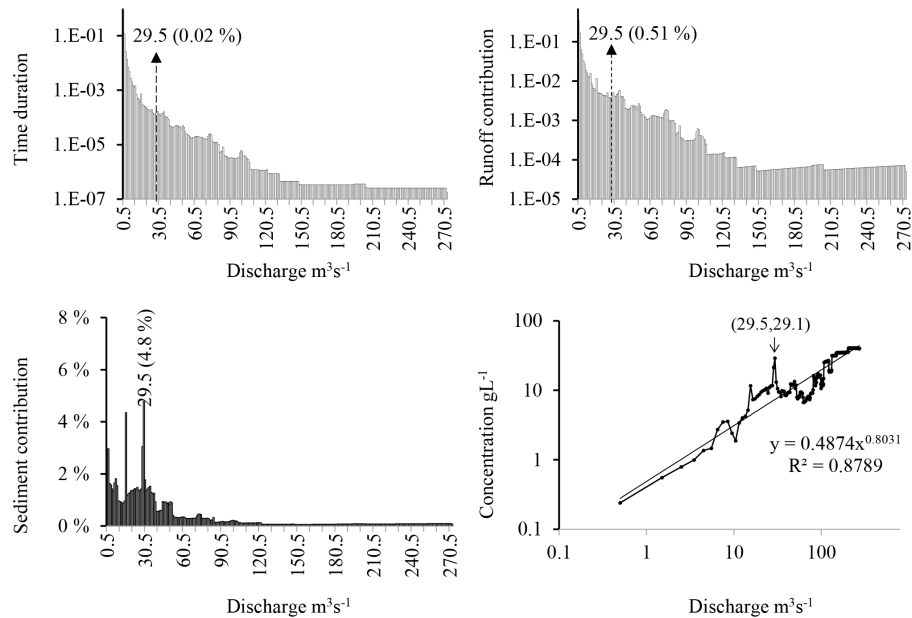 Time duration
1.E-01
1.E-03
1.E-05
1.E-07
29.5 (0.02 %)
0.5
30.5
60.5
90.5
120.5
150.5
180.5
210.5
240.5
270.5
Discharge m³s⁻¹
Runoff contribution
1.E-01
1.E-02
1.E-03
1.E-04
1.E-05
29.5 (0.51 %)
0.5
30.5
60.5
90.5
120.5
150.5
180.5
210.5
240.5
270.5
Discharge m³s⁻¹
Sediment contribution
8 %
6 %
4 %
2 %
0 %
29.5 (4.8 %)
0.5
30.5
60.5
90.5
120.5
150.5
180.5
210.5
240.5
270.5
Discharge m³s⁻¹
Concentration gL⁻¹
100
10
1
0.1
(29.5,29.1)
y = 0.4874x^0.8031
R² = 0.8789
0.1
1
10
100
Discharge m³s⁻¹